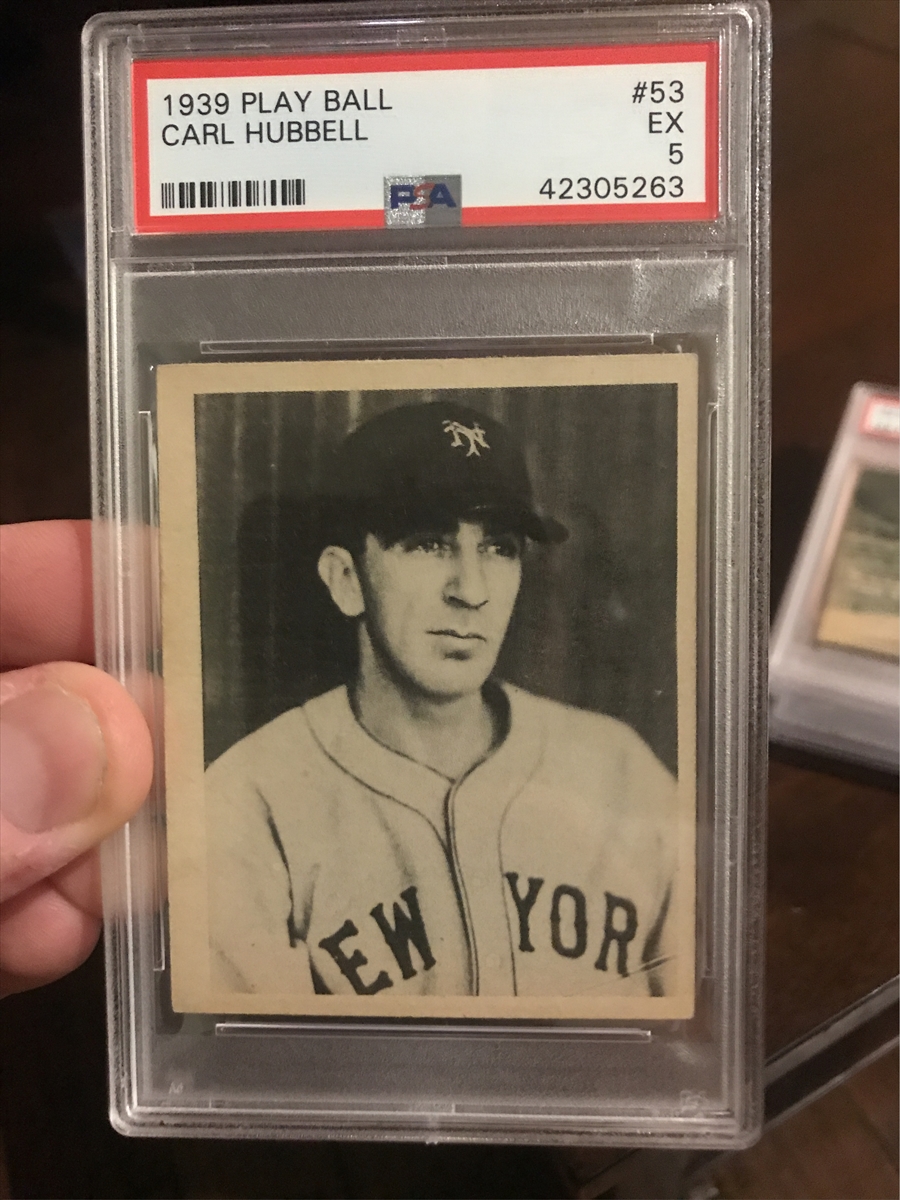 1939 PLAY BALL #53
CARL HUBBELL EX
5
PSA 42305263
NY
EW YOR